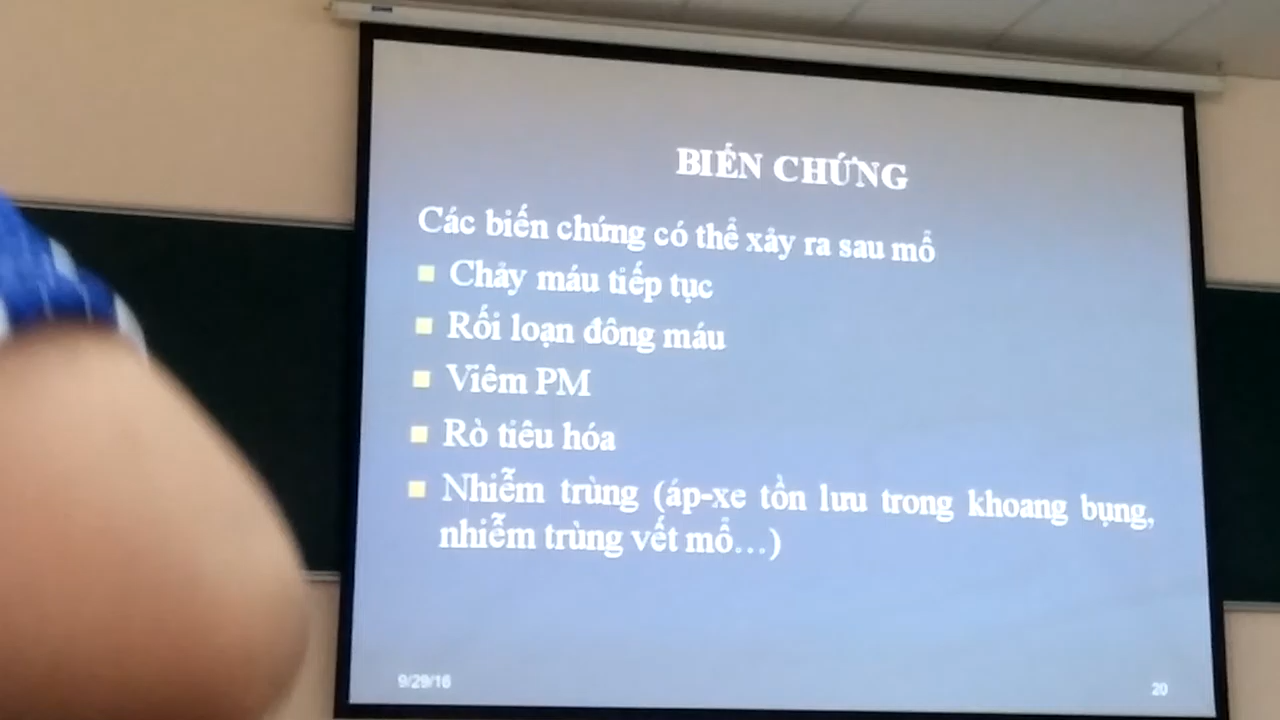 BIẾN CHỨNG
Các biến chứng có thể xảy ra sau mổ
Chảy máu tiếp tục
Rối loạn đông máu
Viêm PM
Rò tiêu hóa
Nhiễm trùng (áp-xe tồn lưu trong khoang bụng,
nhiễm trùng vết mổ...)
9/29/16
20